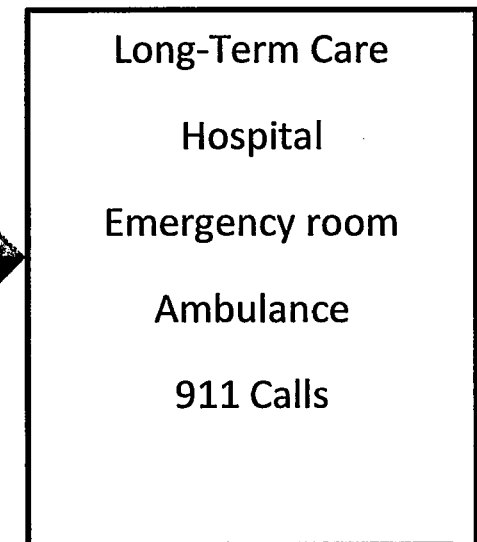 Long-Term Care
Hospital
Emergency room
Ambulance
911 Calls